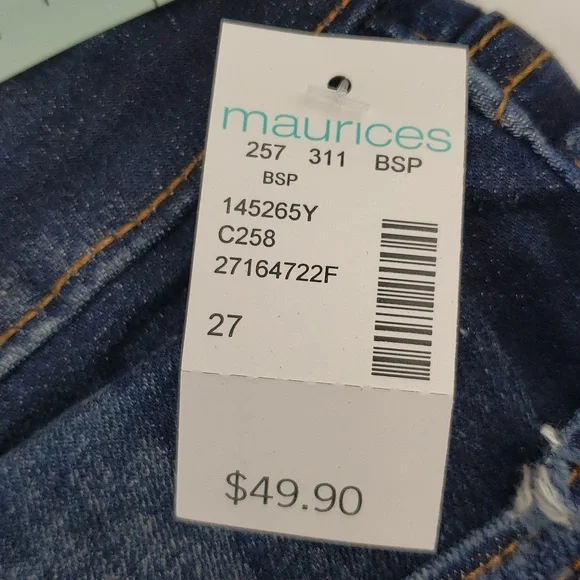 maurices
257 311 BSP
BSP
145265Y
C258
27164722F
27
$49.90